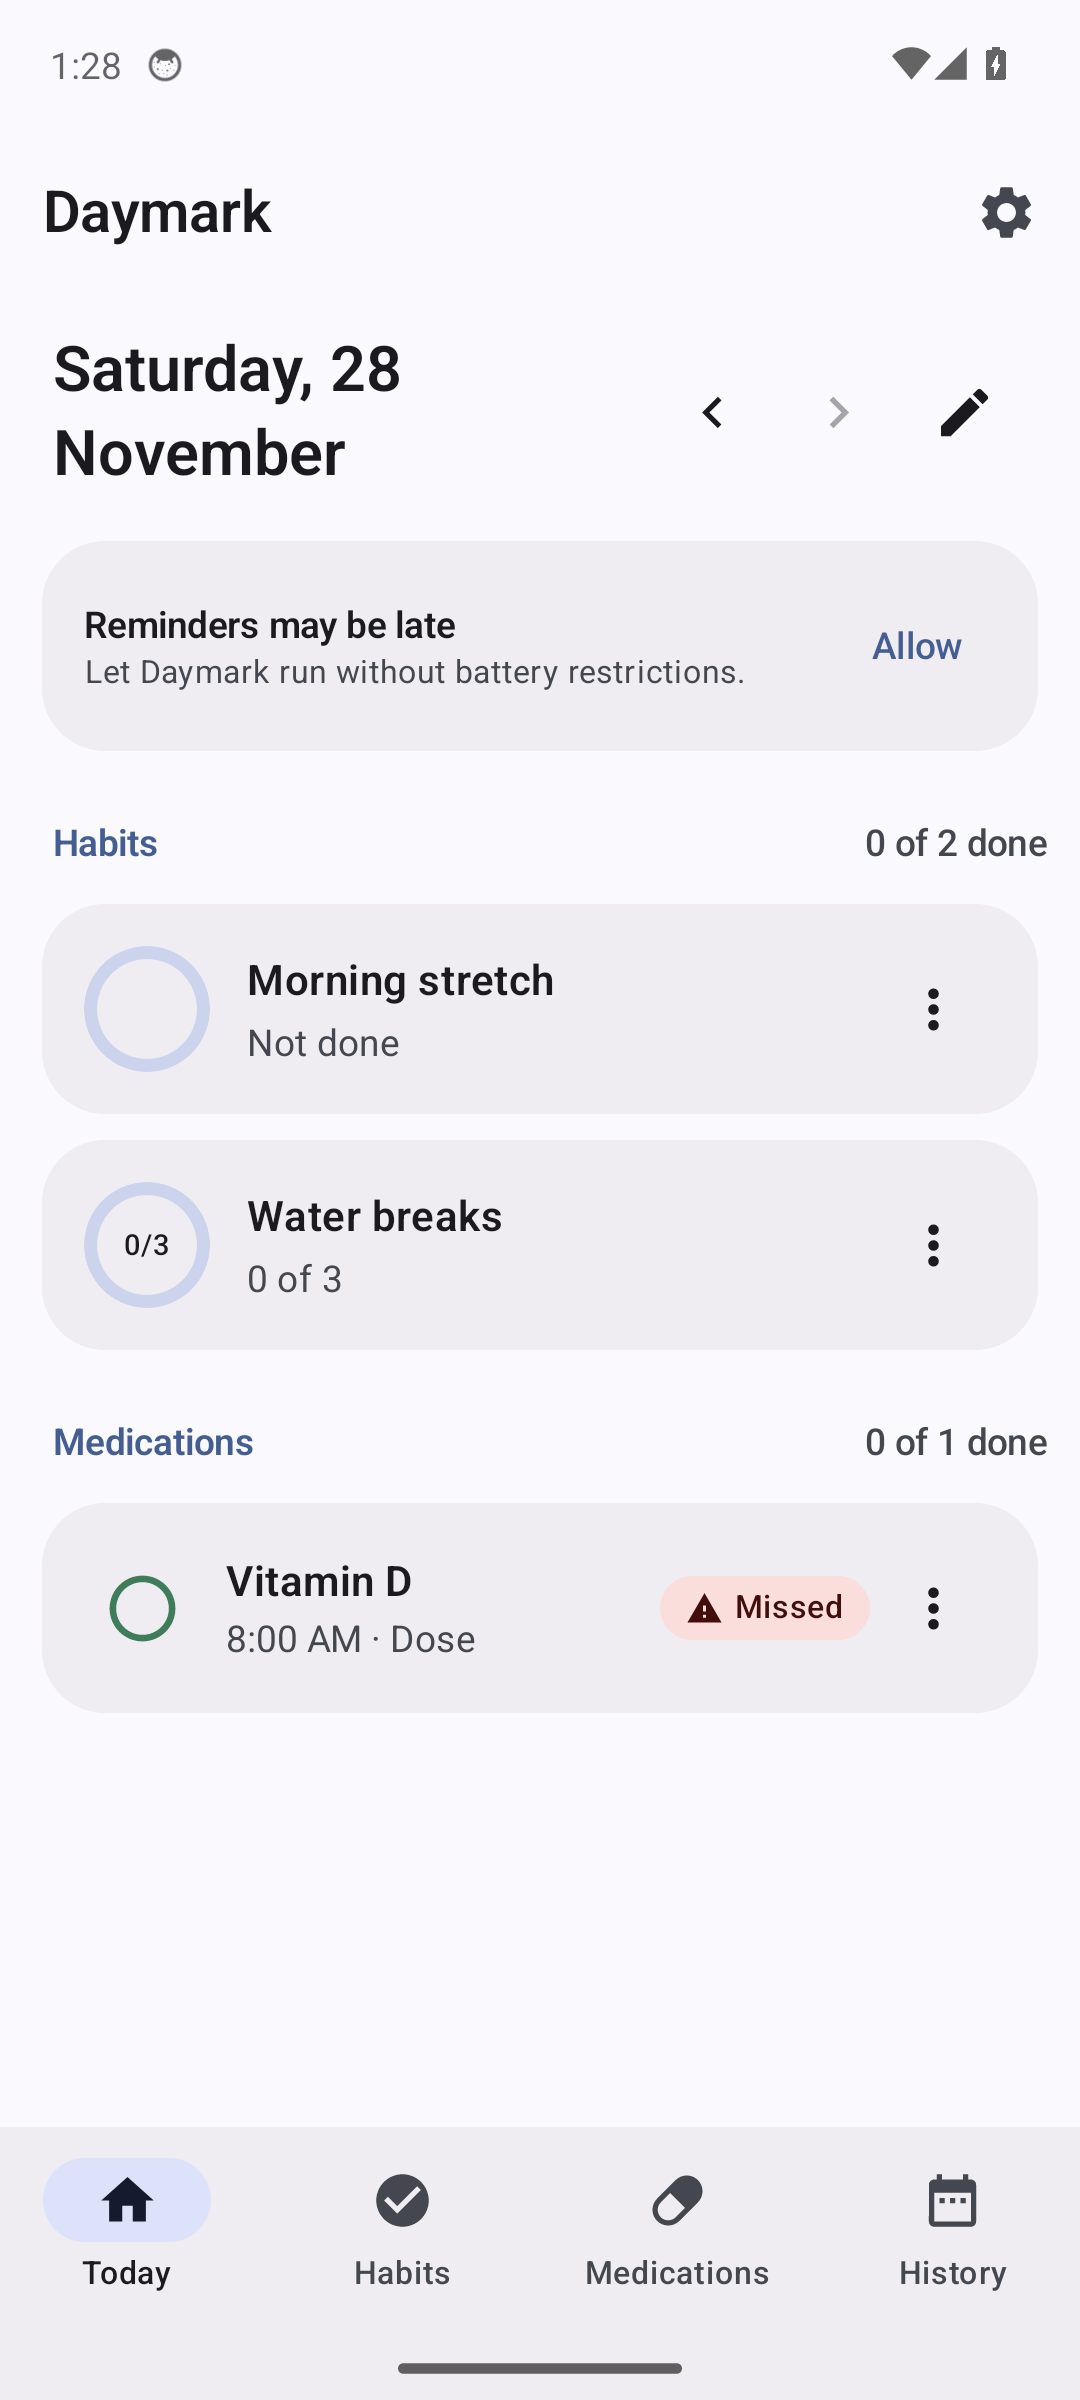 1:28
Daymark
Saturday, 28
November
Reminders may be late
Let Daymark run without battery restrictions.
Allow
Habits
0 of 2 done
Morning stretch
Not done
0/3
Water breaks
0 of 3
Medications
0 of 1 done
Vitamin D
8:00 AM · Dose
Missed
Today
Habits
Medications
History